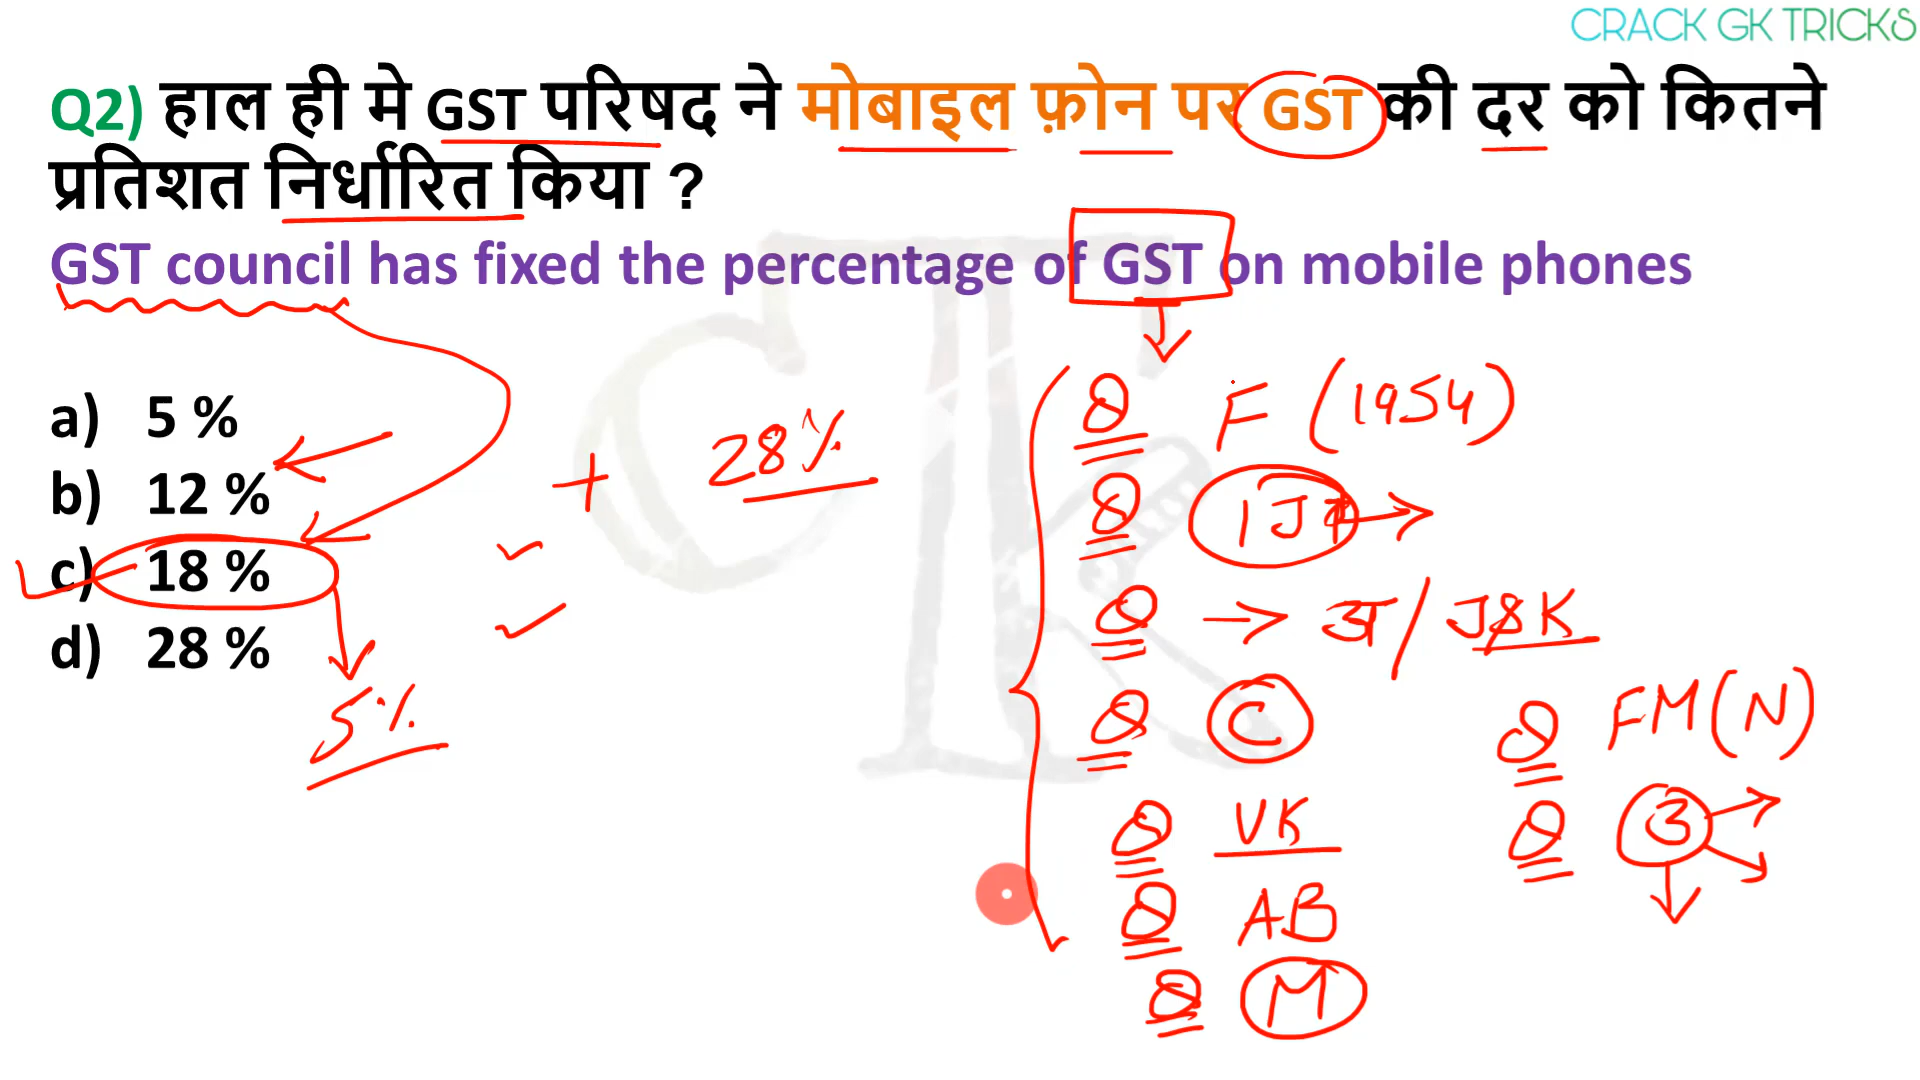 CRACK GK TRICKS
Q2) हाल ही मे GST परिषद ने मोबाइल फ़ोन पर GST की दर को कितने
प्रतिशत निर्धारित किया ?
GST council has fixed the percentage of GST on mobile phones
a) 5 %
b) 12 %
c) 18 %
d) 28 %
28%
5%
Q F (1954)
Q 1J
Q → अ / J&K
Q C
Q VK
Q AB
Q M
Q FM(N)
Q 3